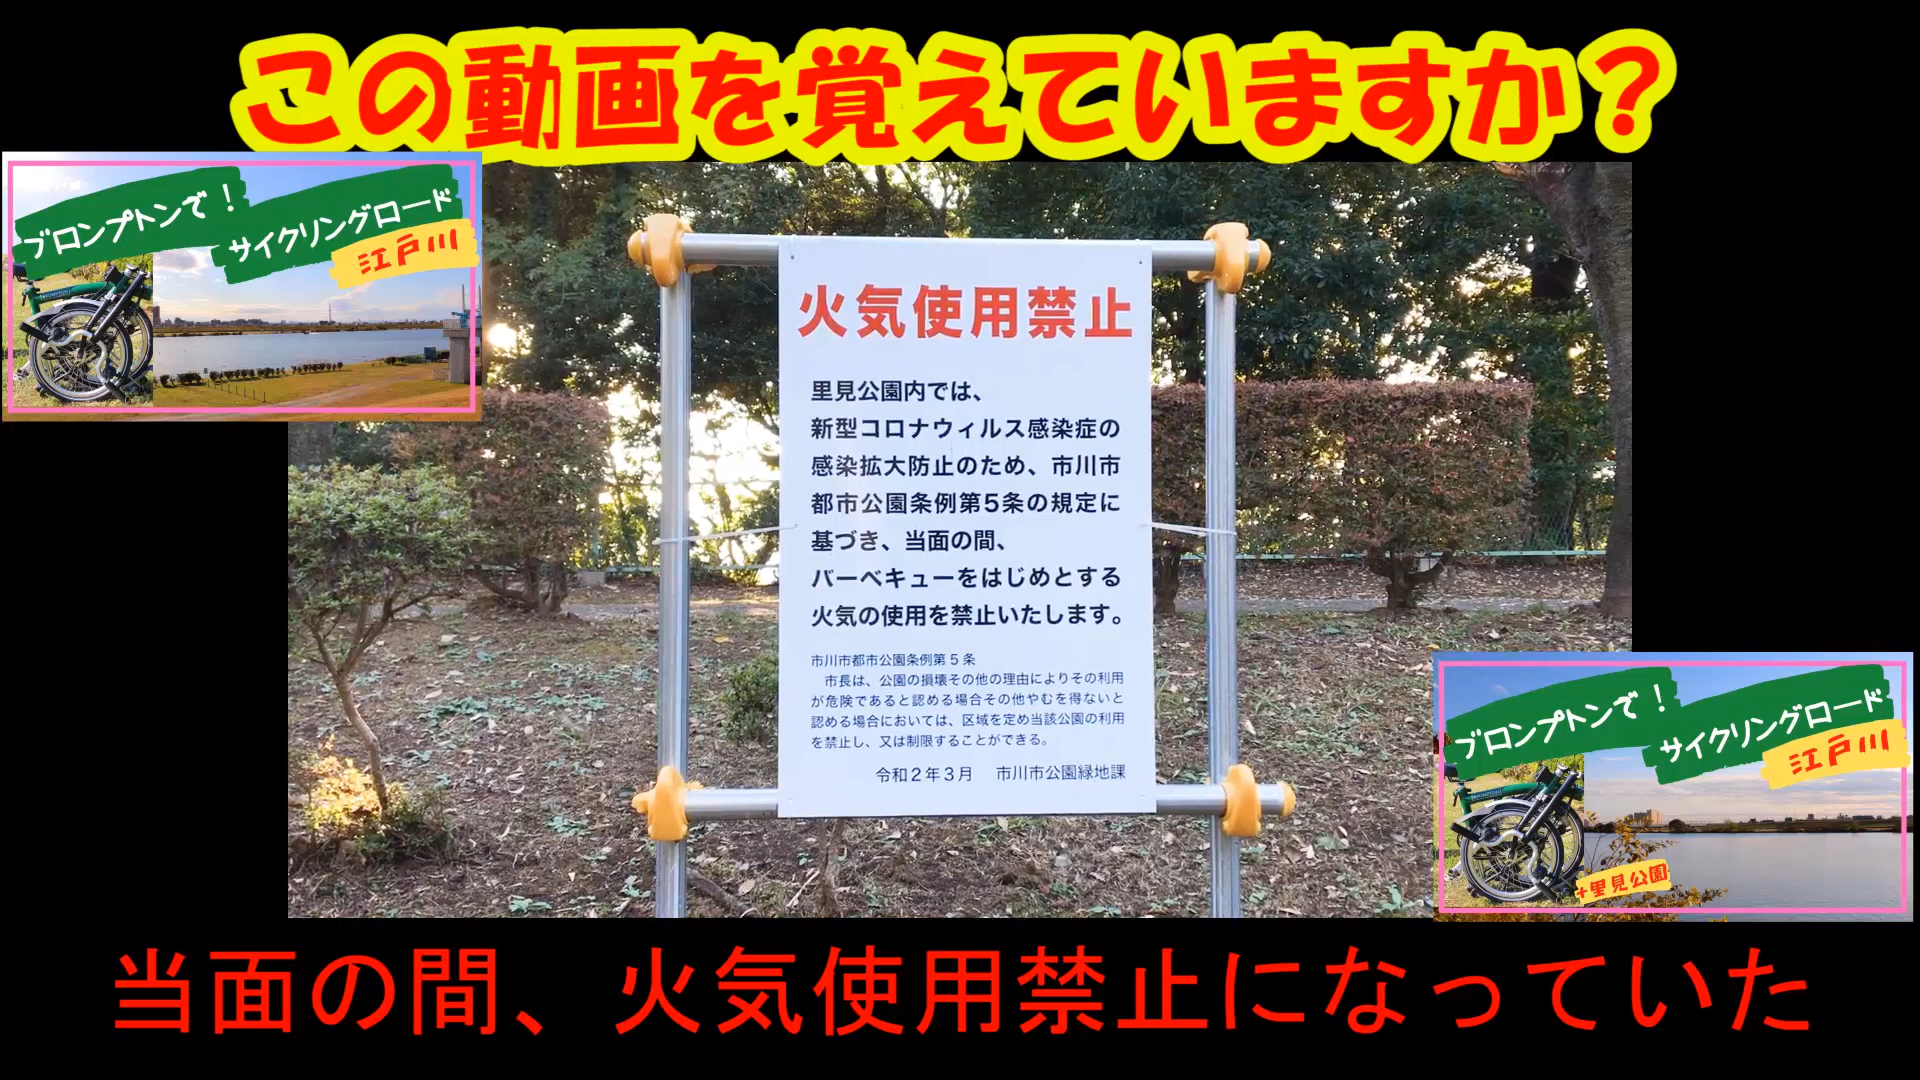 この動画を覚えていますか？
ブロンプトンで！
サイクリングロード
江戸川
火気使用禁止
里見公園内では、
新型コロナウィルス感染症の
感染拡大防止のため、市川市
都市公園条例第5条の規定に
基づき、当面の間、
バーベキューをはじめとする
火気の使用を禁止いたします。
市川市都市公園条例第５条
市長は、公園の損壊その他の理由によりその利用
が危険であると認める場合その他やむを得ないと
認める場合においては、区域を定め当該公園の利用
を禁止し、又は制限することができる。
令和２年３月 市川市公園緑地課
ブロンプトンで！
サイクリングロード
江戸川
+里見公園
当面の間、火気使用禁止になっていた